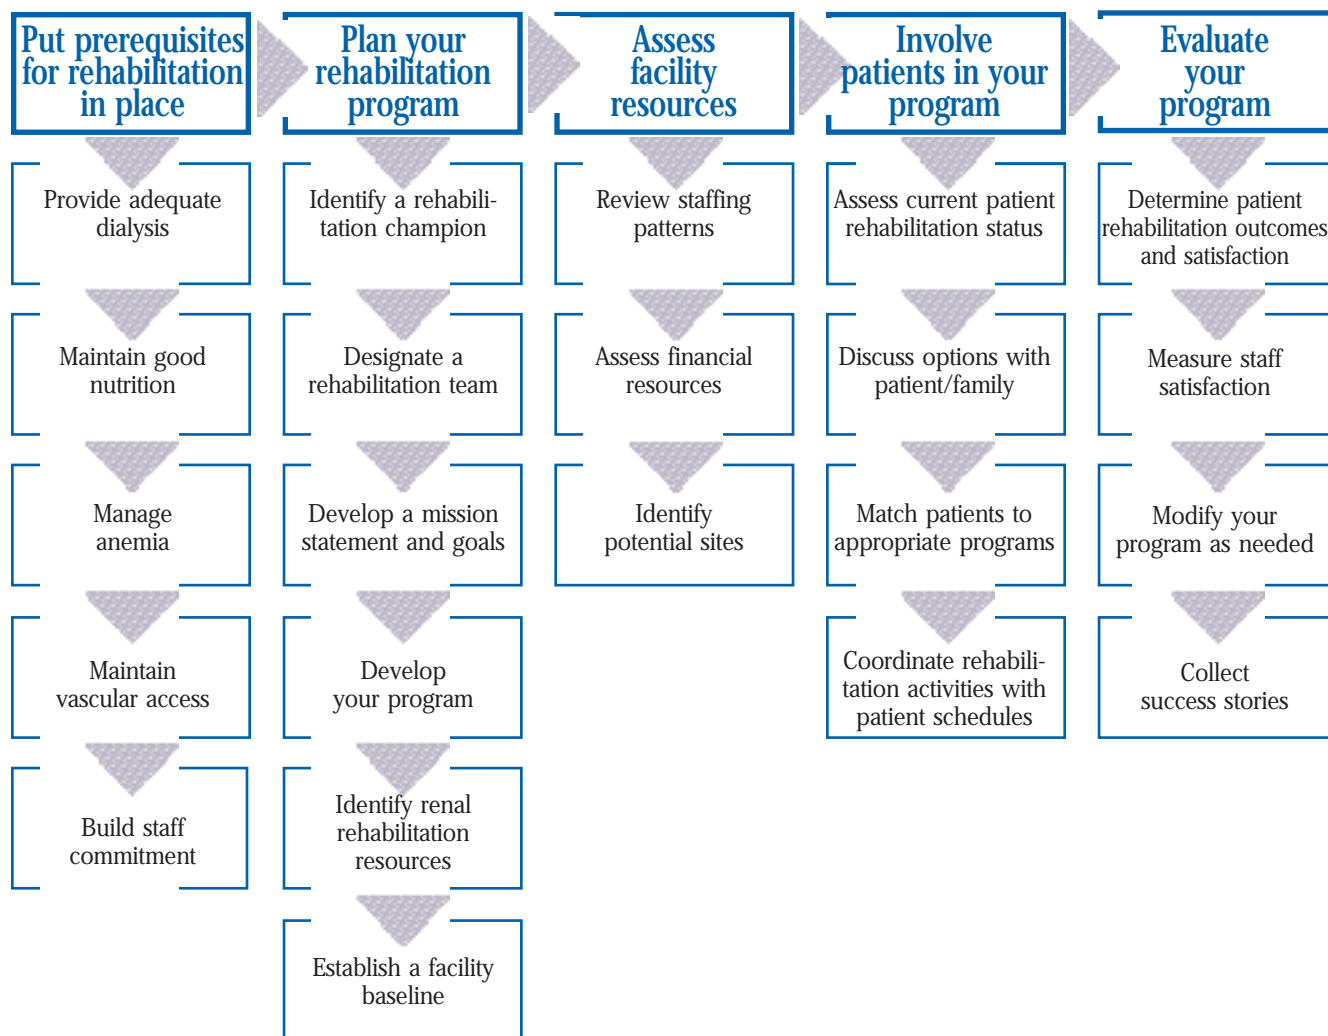 Put prerequisites
for rehabilitation
in place
Provide adequate
dialysis
Maintain good
nutrition
Manage
anemia
Maintain
vascular access
Build staff
commitment
Plan your
rehabilitation
program
Identify a rehabili-
tation champion
Designate a
rehabilitation team
Develop a mission
statement and goals
Develop
your program
Identify renal
rehabilitation
resources
Establish a facility
baseline
Assess
facility
resources
Review staffing
patterns
Assess financial
resources
Identify
potential sites
Involve
patients in your
program
Assess current patient
rehabilitation status
Discuss options with
patient/family
Match patients to
appropriate programs
Coordinate rehabili-
tation activities with
patient schedules
Evaluate
your
program
Determine patient
rehabilitation outcomes
and satisfaction
Measure staff
satisfaction
Modify your
program as needed
Collect
success stories